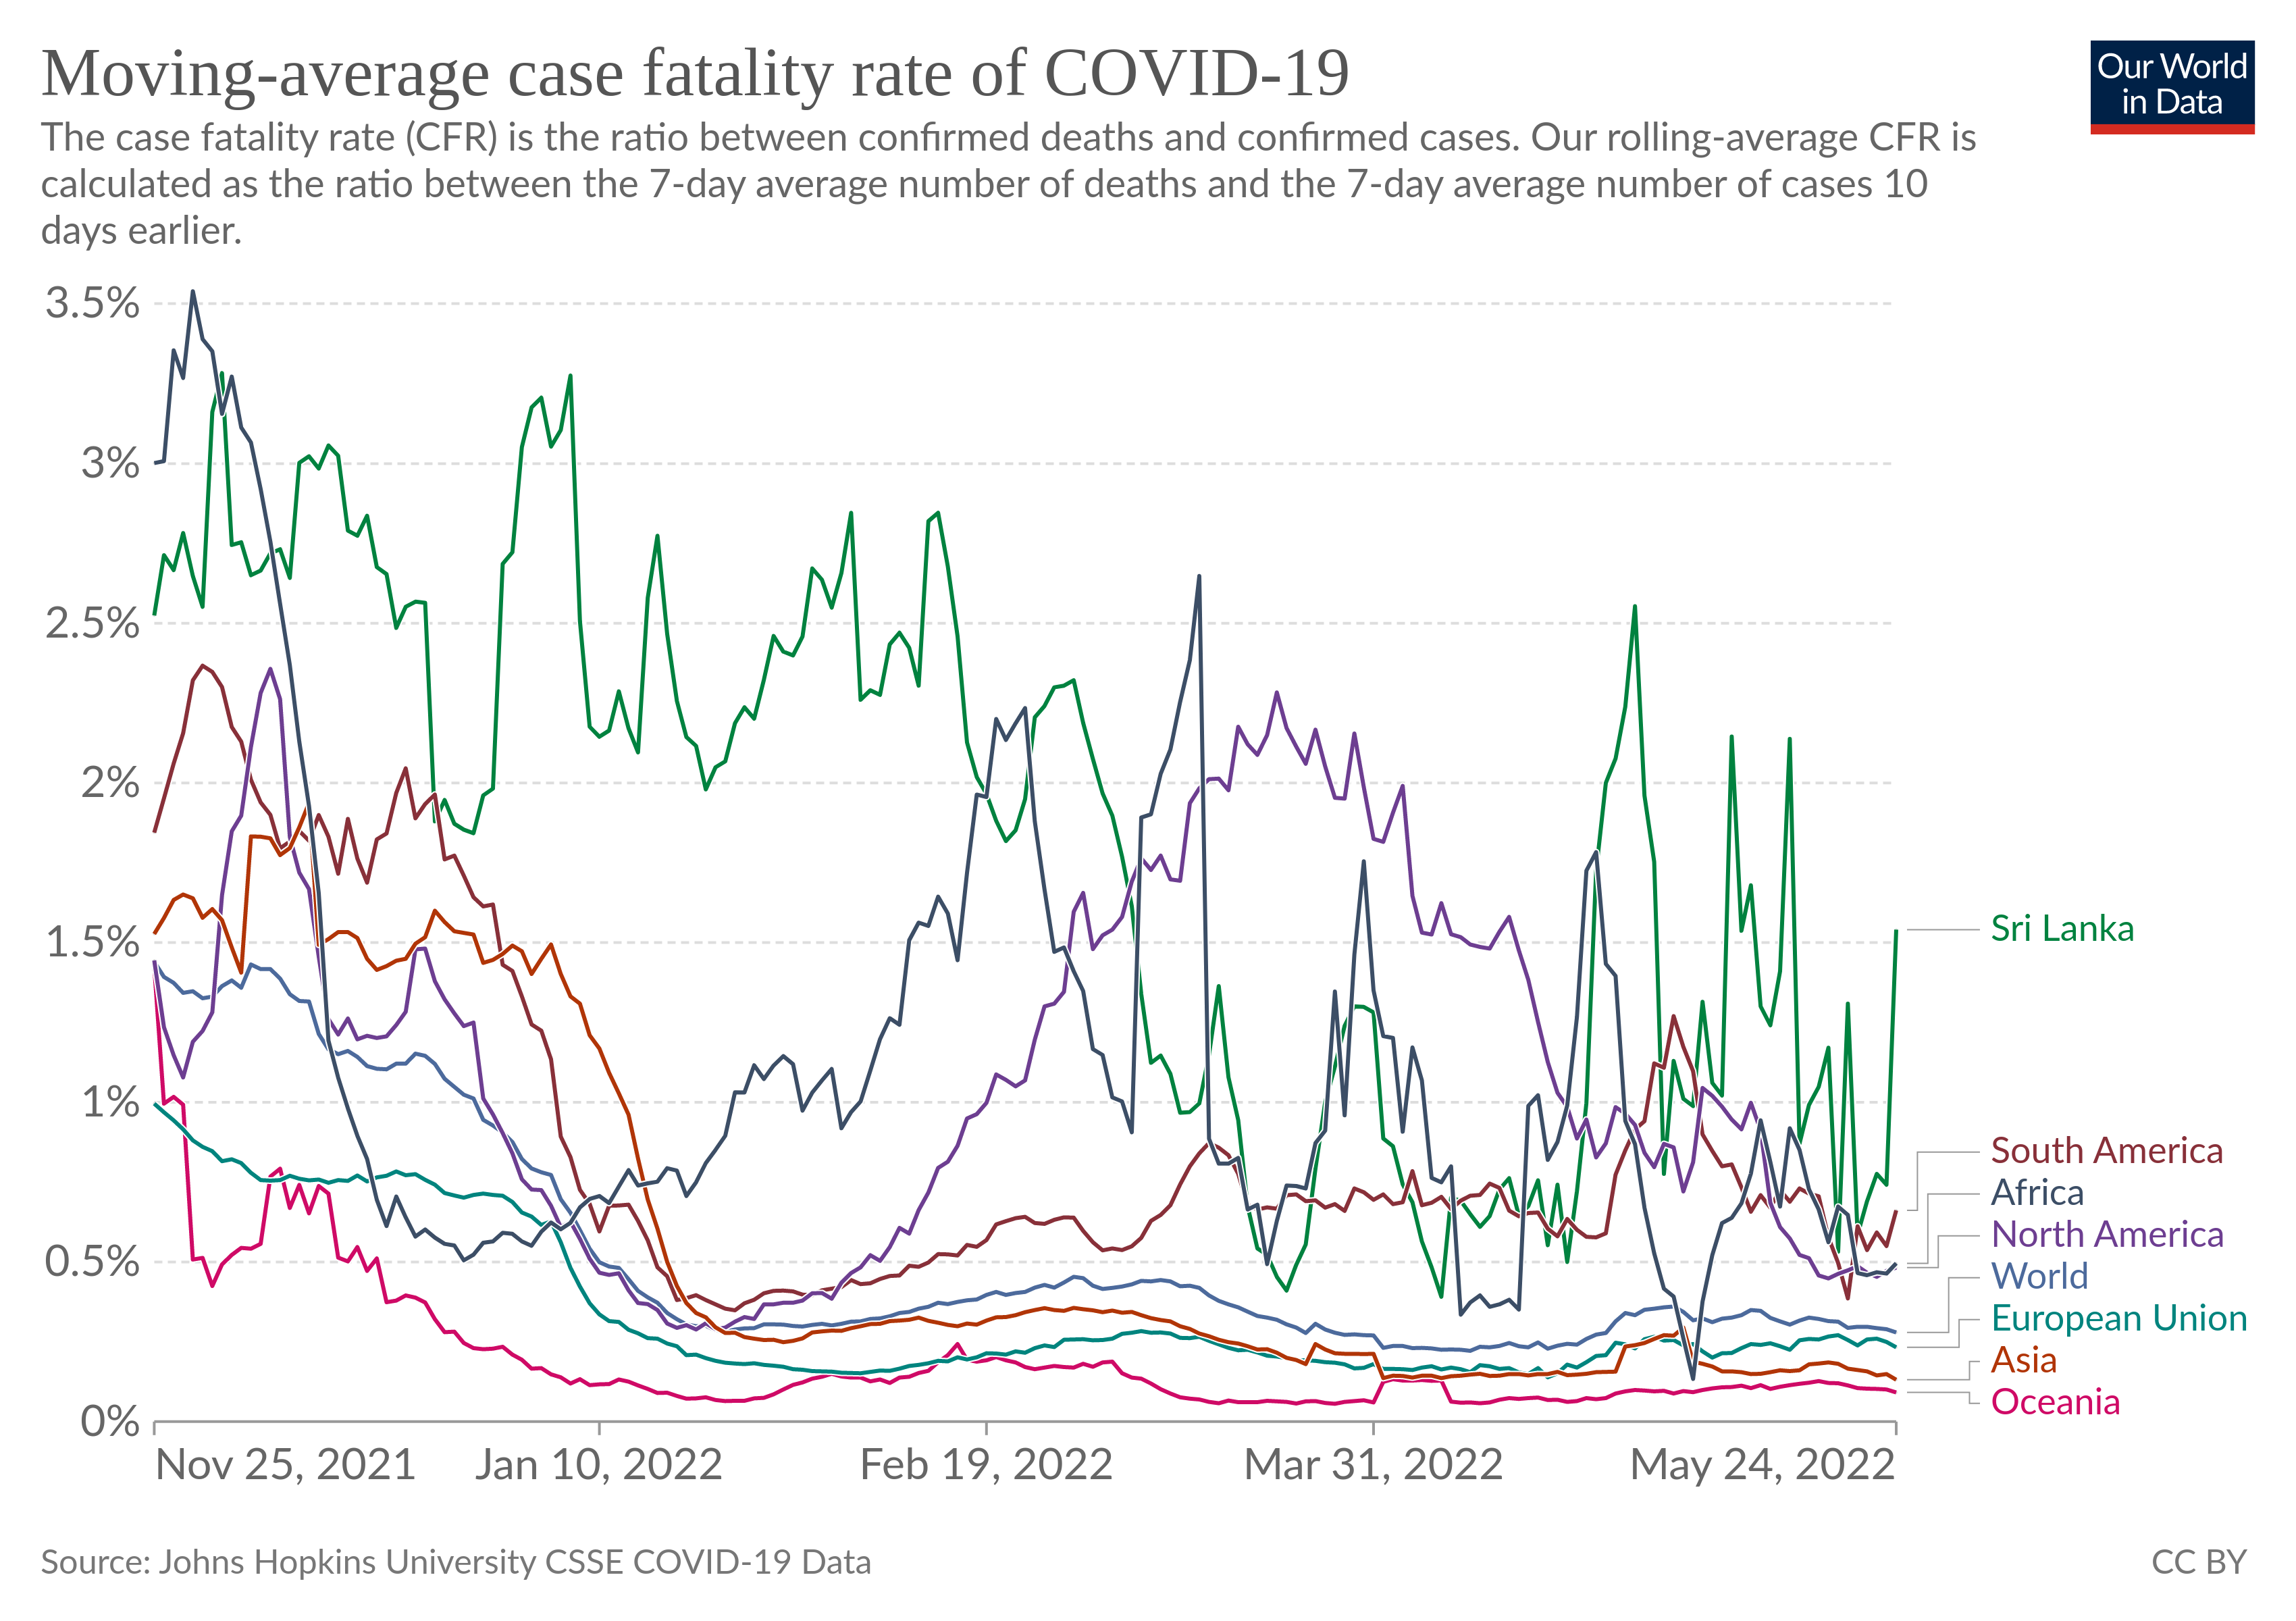 Moving-average case fatality rate of COVID-19
Our World
in Data
The case fatality rate (CFR) is the ratio between confirmed deaths and confirmed cases. Our rolling-average CFR is
calculated as the ratio between the 7-day average number of deaths and the 7-day average number of cases 10
days earlier.
3.5%
3%
2.5%
2%
1.5%
1%
0.5%
0%
Sri Lanka
South America
Africa
North America
World
European Union
Asia
Oceania
Nov 25, 2021
Jan 10, 2022
Feb 19, 2022
Mar 31, 2022
May 24, 2022
Source: Johns Hopkins University CSSE COVID-19 Data
CC BY